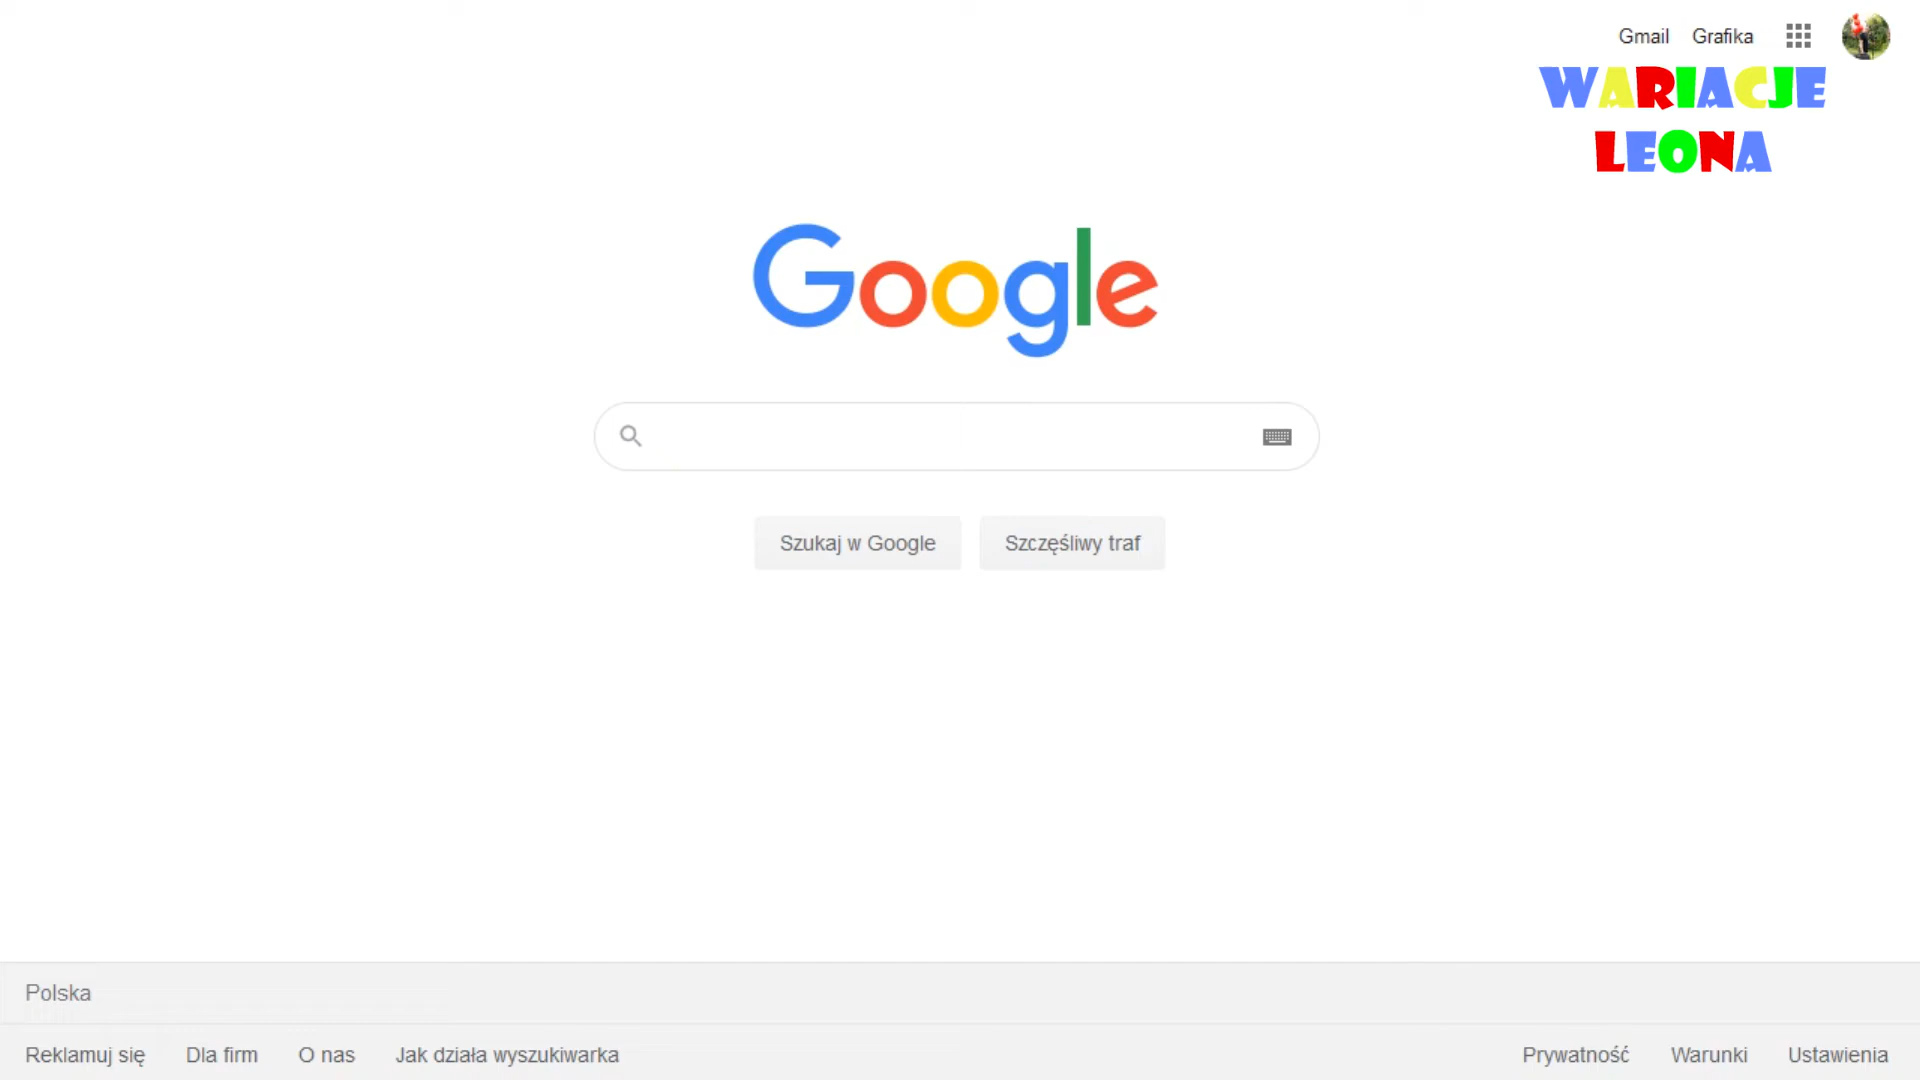 Gmail Grafika
WARIACJE
LEONA
Google
Szukaj w Google Szczęśliwy traf
Polska
Reklamuj się Dla firm O nas Jak działa wyszukiwarka Prywatność Warunki Ustawienia